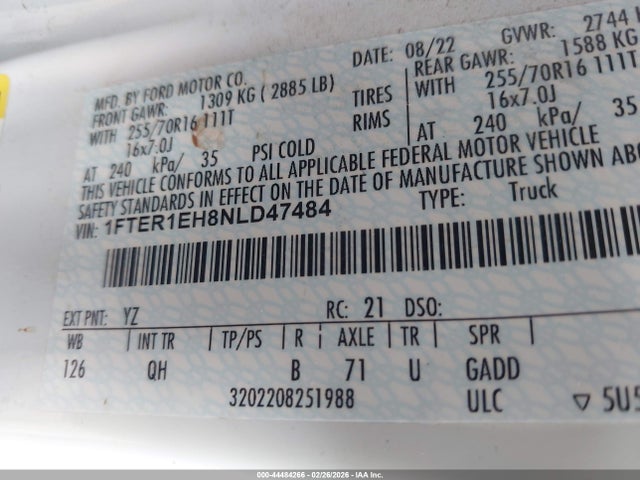 MFD. BY FORD MOTOR CO.
DATE: 08/22 GVWR: 2744
FRONT GAWR: 1309 KG ( 2885 LB) REAR GAWR: 1588 KG
WITH 255/70R16 111T TIRES WITH 255/70R16 111T
16x7.0J RIMS 16x7.0J
AT 240 kPa/ 35 PSI COLD AT 240 kPa/ 35
THIS VEHICLE CONFORMS TO ALL APPLICABLE FEDERAL MOTOR VEHICLE
SAFETY STANDARDS IN EFFECT ON THE DATE OF MANUFACTURE SHOWN
VIN: 1FTER1EH8NLD47484 TYPE: Truck
EXT PNT: YZ RC: 21 DSO:
WB INT TR TP/PS R AXLE TR SPR
126 QH B 71 U GADD
3202208251988 ULC ▽ 5U5
000-44484266 - 02/26/2026 - IAA Inc.